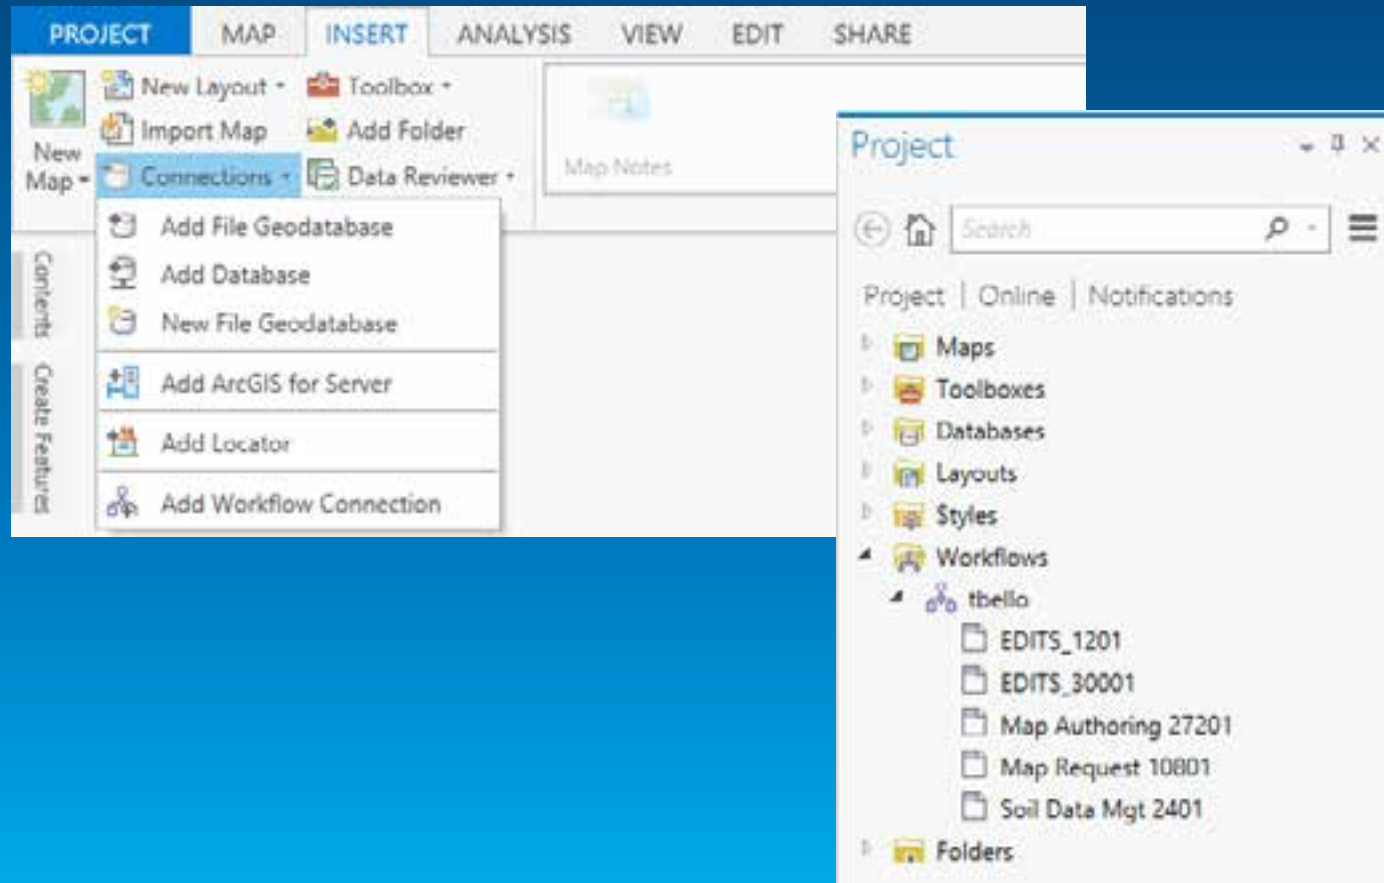 PROJECT MAP INSERT ANALYSIS VIEW EDIT SHARE
New Map
New Layout
Import Map
Connections
Toolbox
Add Folder
Data Reviewer
Map Notes
Add File Geodatabase
Add Database
New File Geodatabase
Add ArcGIS for Server
Add Locator
Add Workflow Connection
Contents
Create Features
Project
Search
Project | Online | Notifications
Maps
Toolboxes
Databases
Layouts
Styles
Workflows
tbello
EDITS_1201
EDITS_30001
Map Authoring 27201
Map Request 10801
Soil Data Mgt 2401
Folders